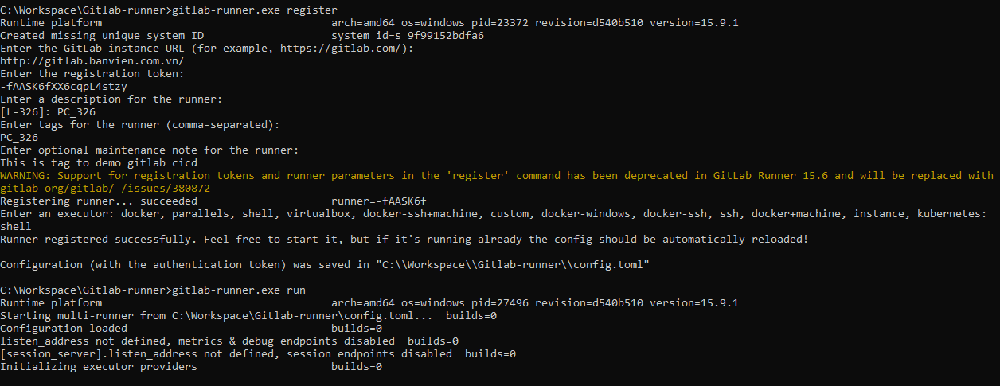 C:\Workspace\Gitlab-runner>gitlab-runner.exe register
Runtime platform                                    arch=amd64 os=windows pid=23372 revision=d540b510 version=15.9.1
Created missing unique system ID                    system_id=s_9f99152bdfa6
Enter the GitLab instance URL (for example, https://gitlab.com/):
http://gitlab.banvien.com.vn/
Enter the registration token:
-fAASK6fXX6cqpL4stzy
Enter a description for the runner:
[L-326]: PC_326
Enter tags for the runner (comma-separated):
PC_326
Enter optional maintenance note for the runner:
This is tag to demo gitlab cicd
WARNING: Support for registration tokens and runner parameters in the 'register' command has been deprecated in GitLab Runner 15.6 and will be replaced with
gitlab-org/gitlab/-/issues/380872
Registering runner... succeeded                     runner=-fAASK6f
Enter an executor: docker, parallels, shell, virtualbox, docker-ssh+machine, custom, docker-windows, docker-ssh, ssh, docker+machine, instance, kubernetes:
shell
Runner registered successfully. Feel free to start it, but if it's running already the config should be automatically reloaded!
Configuration (with the authentication token) was saved in "C:\\Workspace\\Gitlab-runner\\config.toml"
C:\Workspace\Gitlab-runner>gitlab-runner.exe run
Runtime platform                                    arch=amd64 os=windows pid=27496 revision=d540b510 version=15.9.1
Starting multi-runner from C:\Workspace\Gitlab-runner\config.toml...  builds=0
Configuration loaded                                builds=0
listen_address not defined, metrics & debug endpoints disabled  builds=0
[session_server].listen_address not defined, session endpoints disabled  builds=0
Initializing executor providers                     builds=0